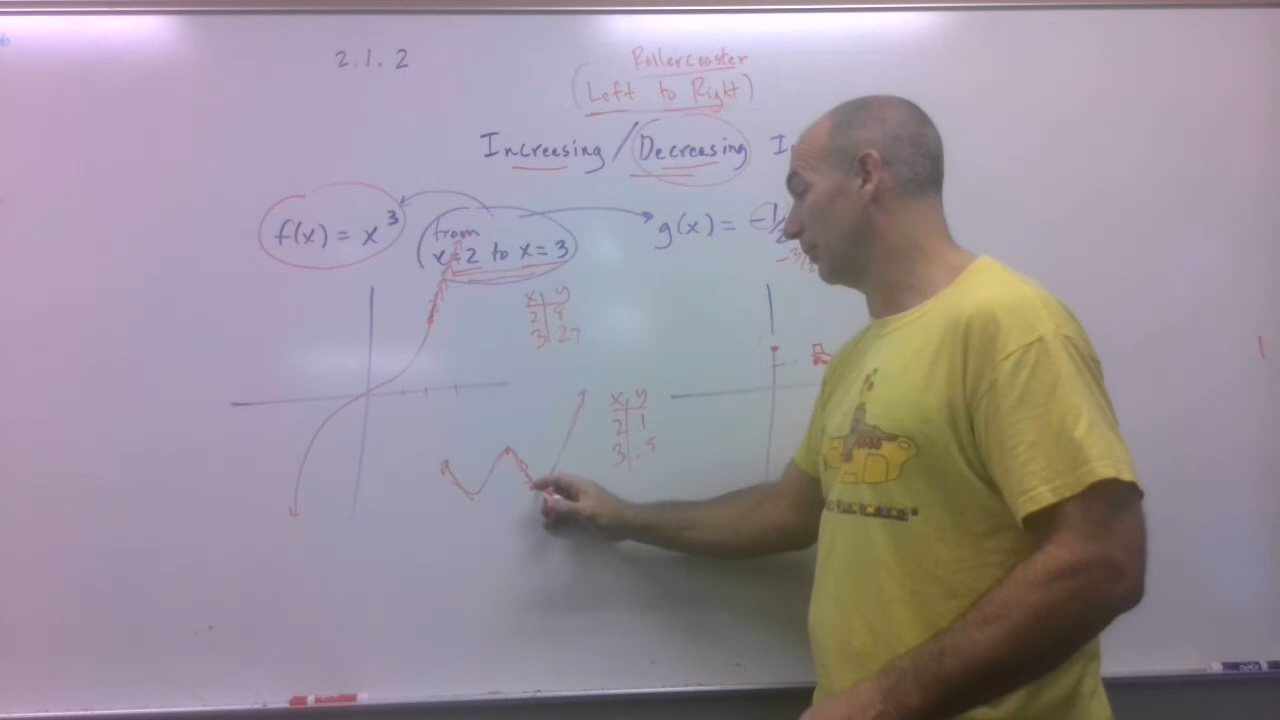 2.1.2
Rollercoaster
(Left to Right)
Increasing / Decreasing
f(x) = x³
from
x=2 to x=3
g(x) = -1/
x y
2 8
3 27
x y
2 1
3 .5